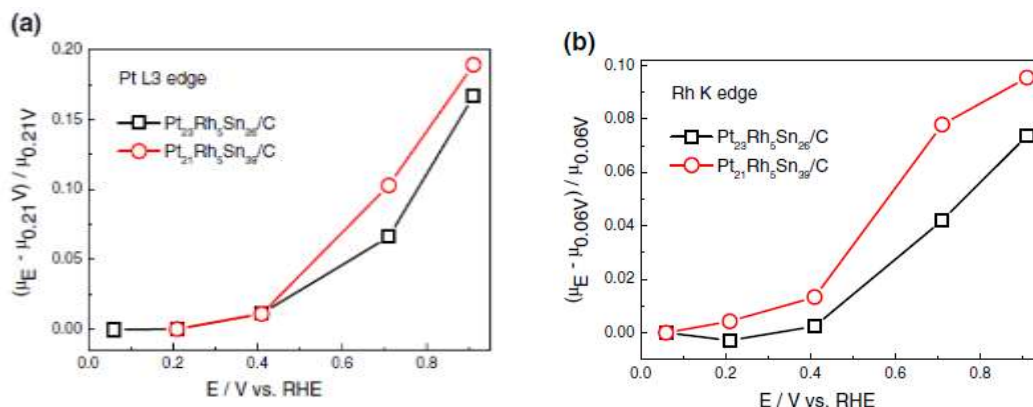 (a)
0.20
0.15
0.10
0.05
0.00
(μE - μ0.21V) / μ0.21V
Pt L3 edge
Pt23Rh5Sn26/C
Pt21Rh5Sn39/C
0.0 0.2 0.4 0.6 0.8
E / V vs. RHE
(b)
0.10
0.08
0.06
0.04
0.02
0.00
(μE - μ0.06V) / μ0.06V
Rh K edge
Pt23Rh5Sn26/C
Pt21Rh5Sn39/C
0.0 0.2 0.4 0.6 0.8
E / V vs. RHE